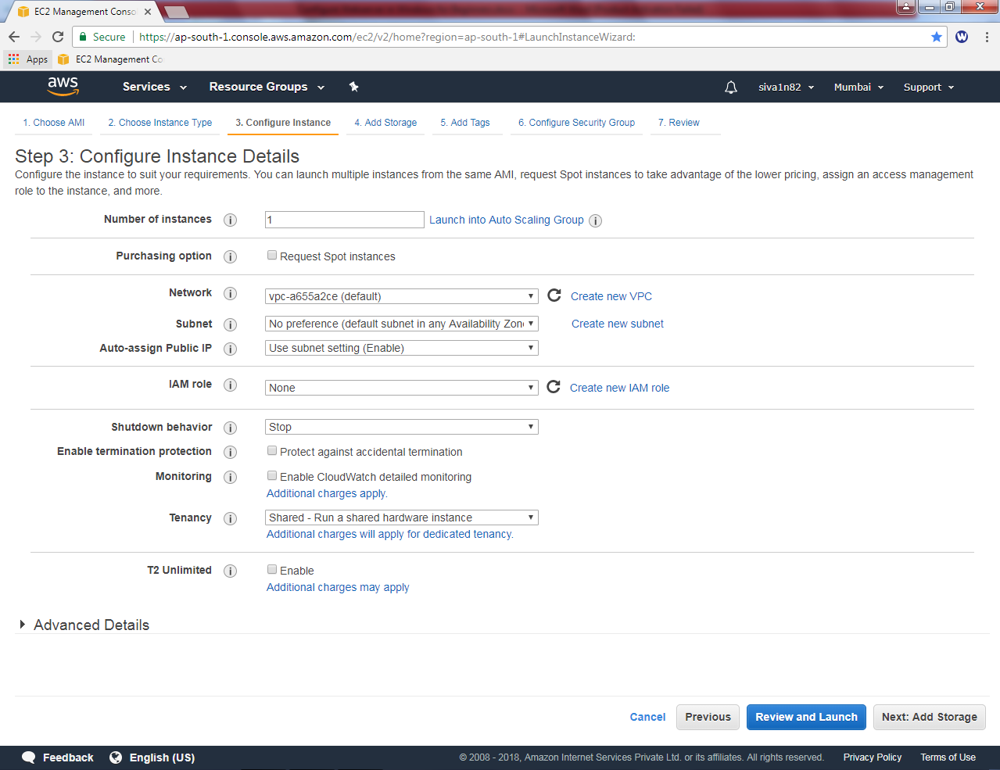 EC2 Management Conso
Secure https://ap-south-1.console.aws.amazon.com/ec2/v2/home?region=ap-south-1#LaunchInstanceWizard:
Apps EC2 Management Co
aws Services Resource Groups siva1n82 Mumbai Support
1. Choose AMI 2. Choose Instance Type 3. Configure Instance 4. Add Storage 5. Add Tags 6. Configure Security Group 7. Review
Step 3: Configure Instance Details
Configure the instance to suit your requirements. You can launch multiple instances from the same AMI, request Spot instances to take advantage of the lower pricing, assign an access management
role to the instance, and more.
Number of instances i 1 Launch into Auto Scaling Group i
Purchasing option i Request Spot instances
Network i vpc-a655a2ce (default) Create new VPC
Subnet i No preference (default subnet in any Availability Zon Create new subnet
Auto-assign Public IP i Use subnet setting (Enable)
IAM role i None Create new IAM role
Shutdown behavior i Stop
Enable termination protection i Protect against accidental termination
Monitoring i Enable CloudWatch detailed monitoring
Additional charges apply.
Tenancy i Shared - Run a shared hardware instance
Additional charges will apply for dedicated tenancy.
T2 Unlimited i Enable
Additional charges may apply
Advanced Details
Cancel Previous Review and Launch Next: Add Storage
Feedback English (US) © 2008 - 2018, Amazon Internet Services Private Ltd. or its affiliates. All rights reserved. Privacy Policy Terms of Use